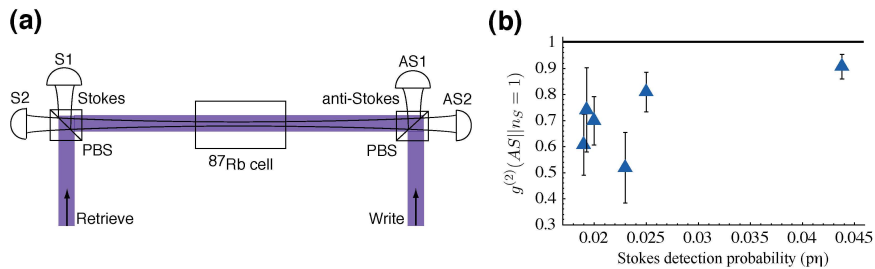 (a)
S1
S2
Stokes
PBS
Retrieve
87Rb cell
AS1
anti-Stokes
AS2
PBS
Write
(b)
g(2)(AS||nS = 1)
1
0.9
0.8
0.7
0.6
0.5
0.4
0.3
0.02 0.025 0.03 0.035 0.04 0.045
Stokes detection probability (pη)